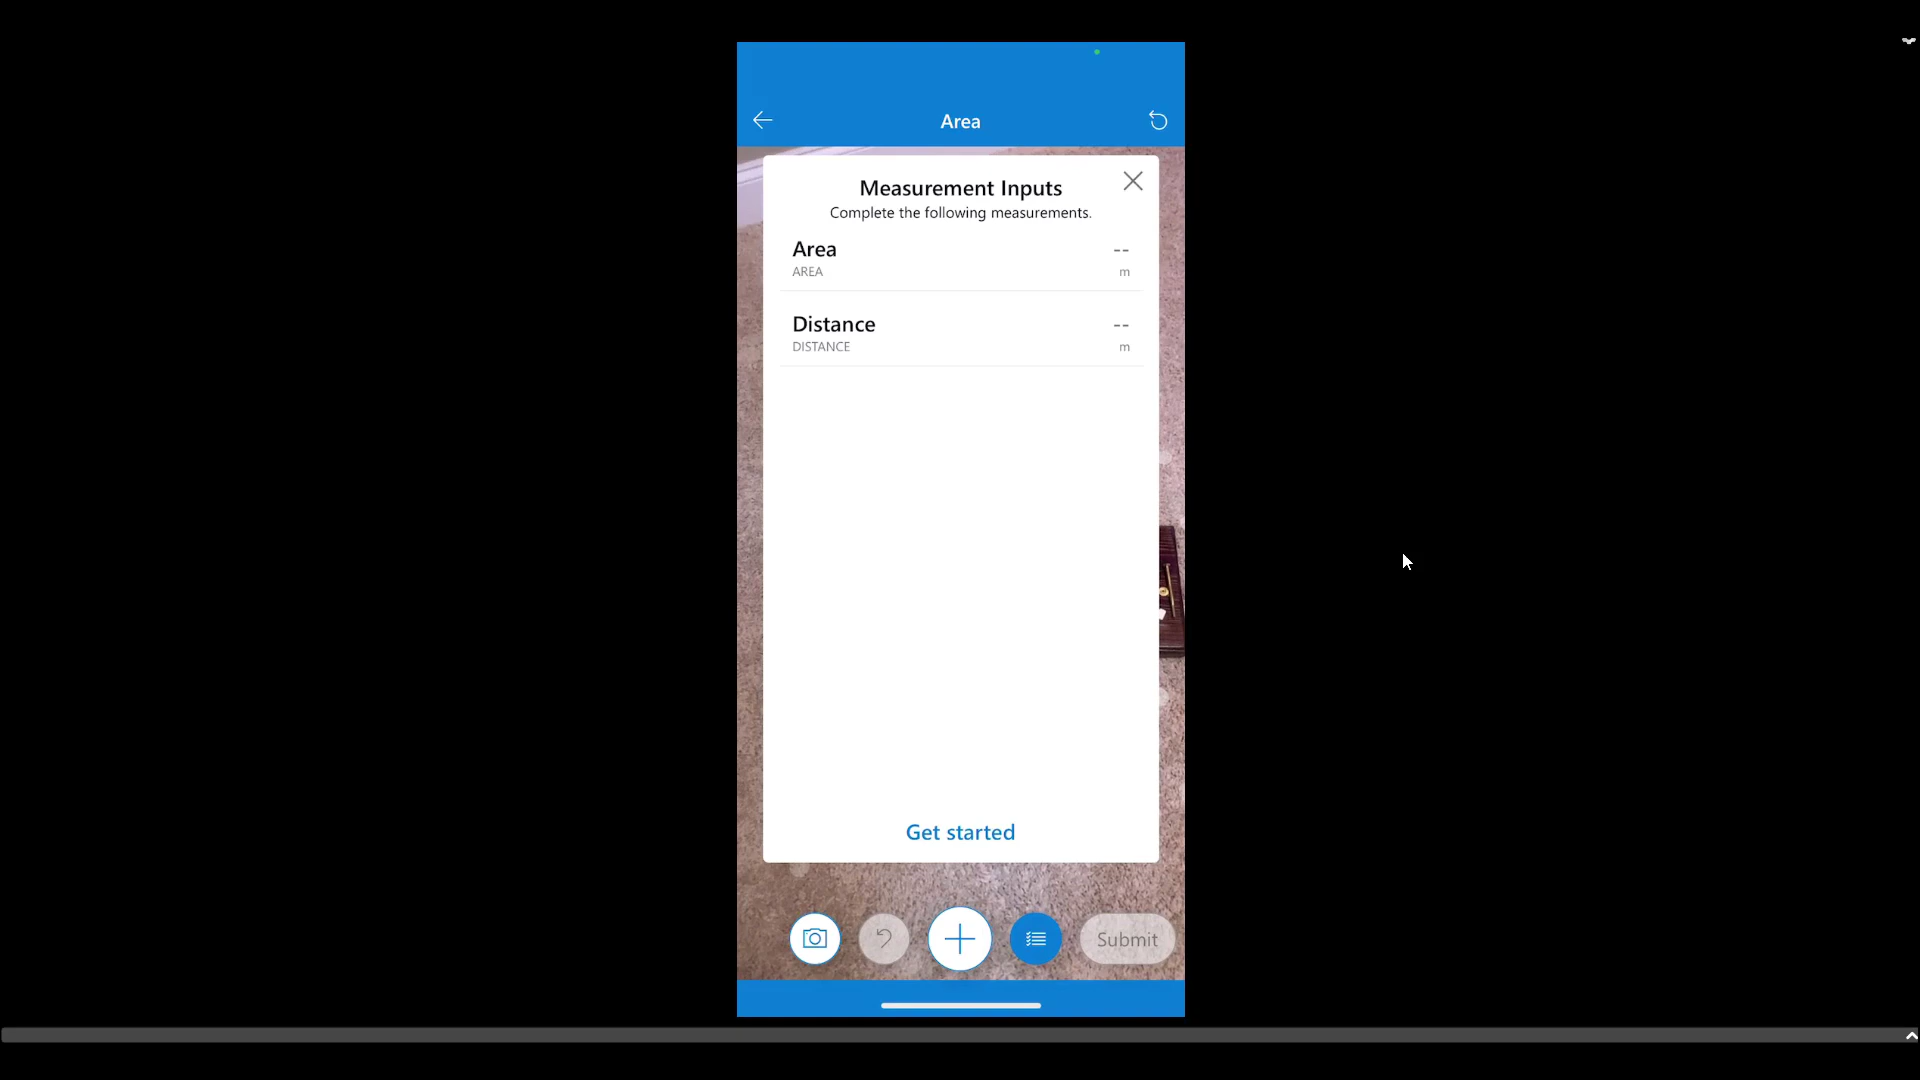 Area
Measurement Inputs
Complete the following measurements.
Area
--
AREA
m
Distance
--
DISTANCE
m
Get started
Submit